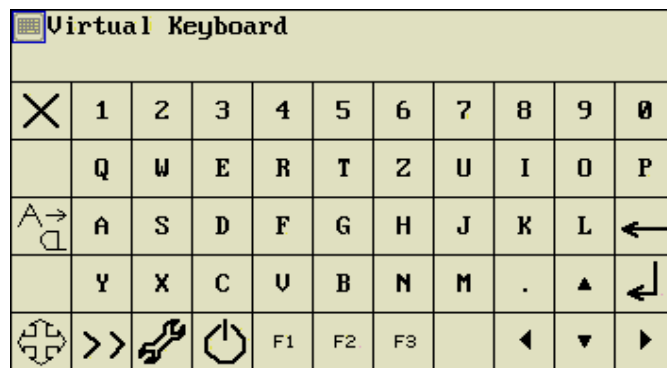 Virtual Keyboard
1 2 3 4 5 6 7 8 9 0
Q W E R T Z U I O P
A→a A S D F G H J K L
Y X C V B N M .
>> F1 F2 F3